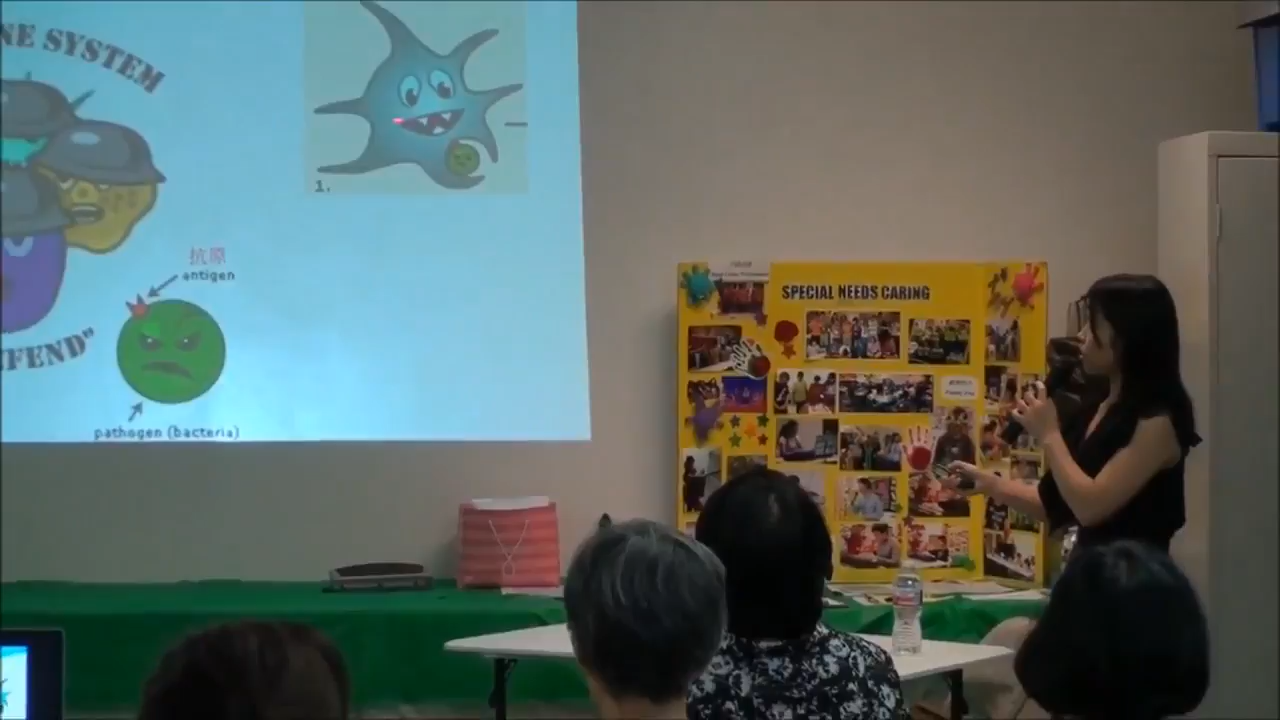 NE SYSTEM
1.
抗原
antigen
FEND"
pathogen (bacteria)
SPECIAL NEEDS CARING